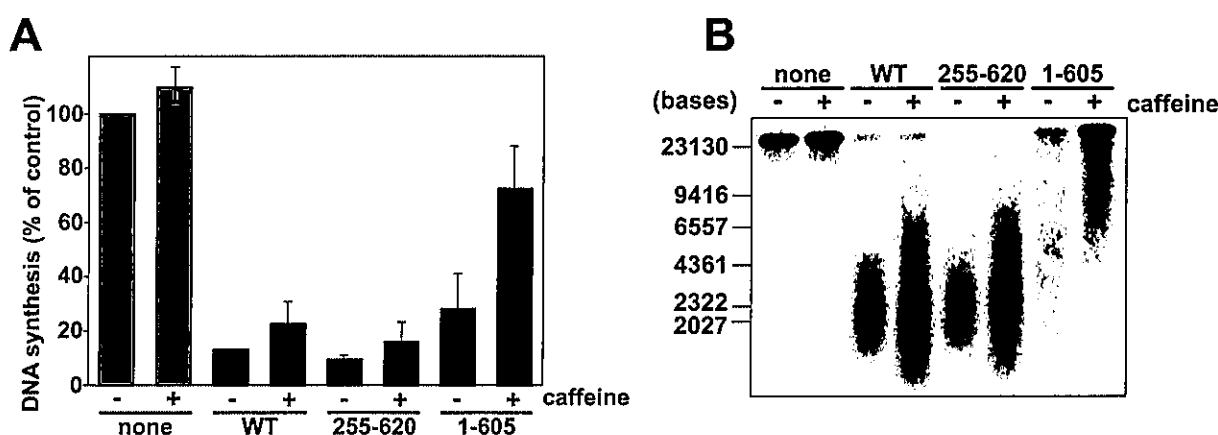 A
DNA synthesis (% of control)
100
80
60
40
20
0
- + - + - + - + caffeine
none WT 255-620 1-605
B
none WT 255-620 1-605
(bases) - + - + - + - + caffeine
23130
9416
6557
4361
2322
2027